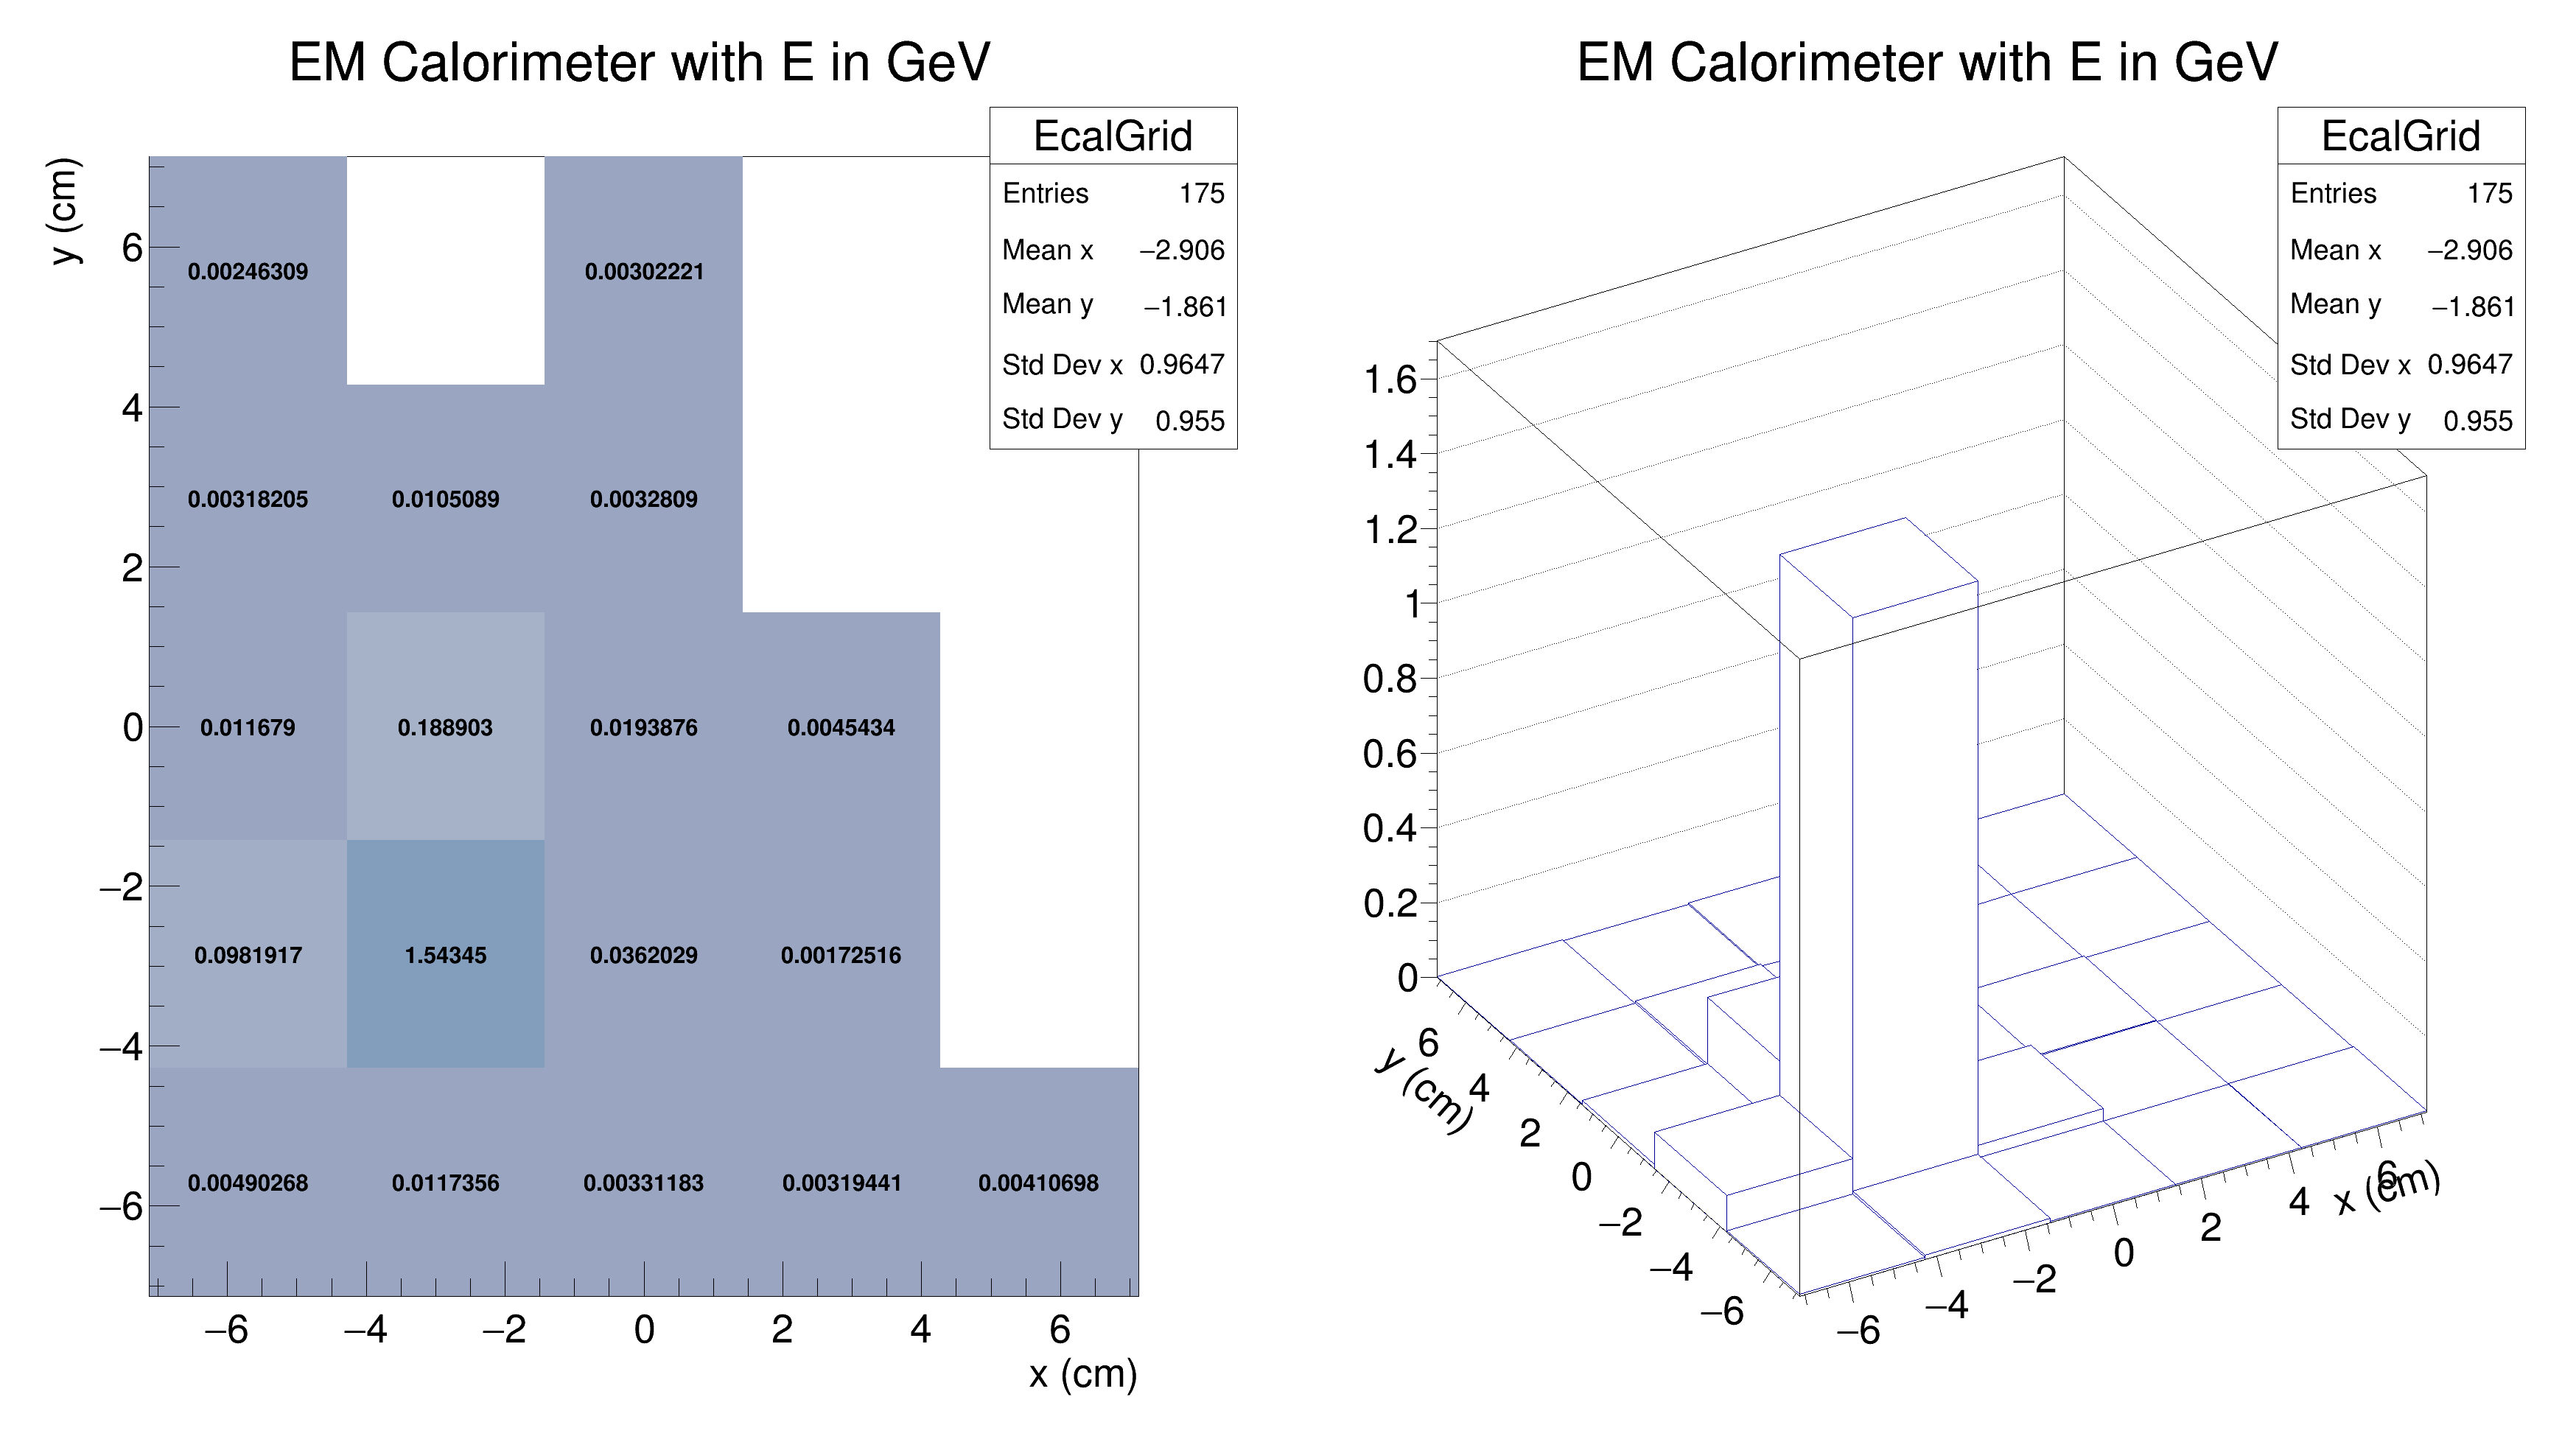 EM Calorimeter with E in GeV
EcalGrid
Entries 175
Mean x −2.906
Mean y −1.861
Std Dev x 0.9647
Std Dev y 0.955
y (cm)
6
4
2
0
−2
−4
−6
0.00246309 0.00302221
0.00318205 0.0105089 0.0032809
0.011679 0.188903 0.0193876 0.0045434
0.0981917 1.54345 0.0362029 0.00172516
0.00490268 0.0117356 0.00331183 0.00319441 0.00410698
−6 −4 −2 0 2 4 6
x (cm)
EM Calorimeter with E in GeV
EcalGrid
Entries 175
Mean x −2.906
Mean y −1.861
Std Dev x 0.9647
Std Dev y 0.955
1.6
1.4
1.2
1
0.8
0.6
0.4
0.2
0
6
4
2
0
−2
−4
−6
y (cm)
−6
−4
−2
0
2
4
6
x (cm)